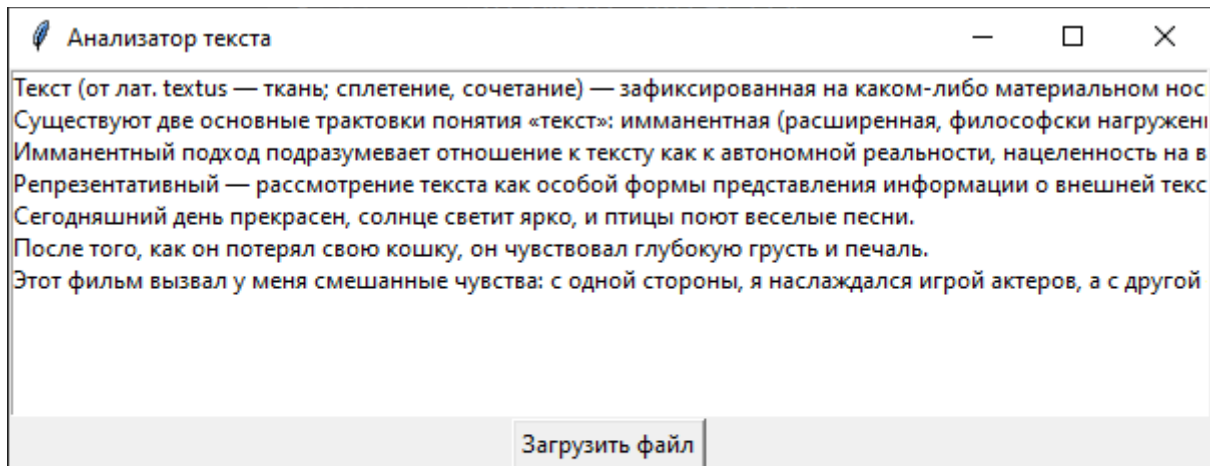 Анализатор текста
Текст (от лат. textus — ткань; сплетение, сочетание) — зафиксированная на каком-либо материальном нос
Существуют две основные трактовки понятия «текст»: имманентная (расширенная, философски нагруженн
Имманентный подход подразумевает отношение к тексту как к автономной реальности, нацеленность на в
Репрезентативный — рассмотрение текста как особой формы представления информации о внешней текс
Сегодняшний день прекрасен, солнце светит ярко, и птицы поют веселые песни.
После того, как он потерял свою кошку, он чувствовал глубокую грусть и печаль.
Этот фильм вызвал у меня смешанные чувства: с одной стороны, я наслаждался игрой актеров, а с другой
Загрузить файл